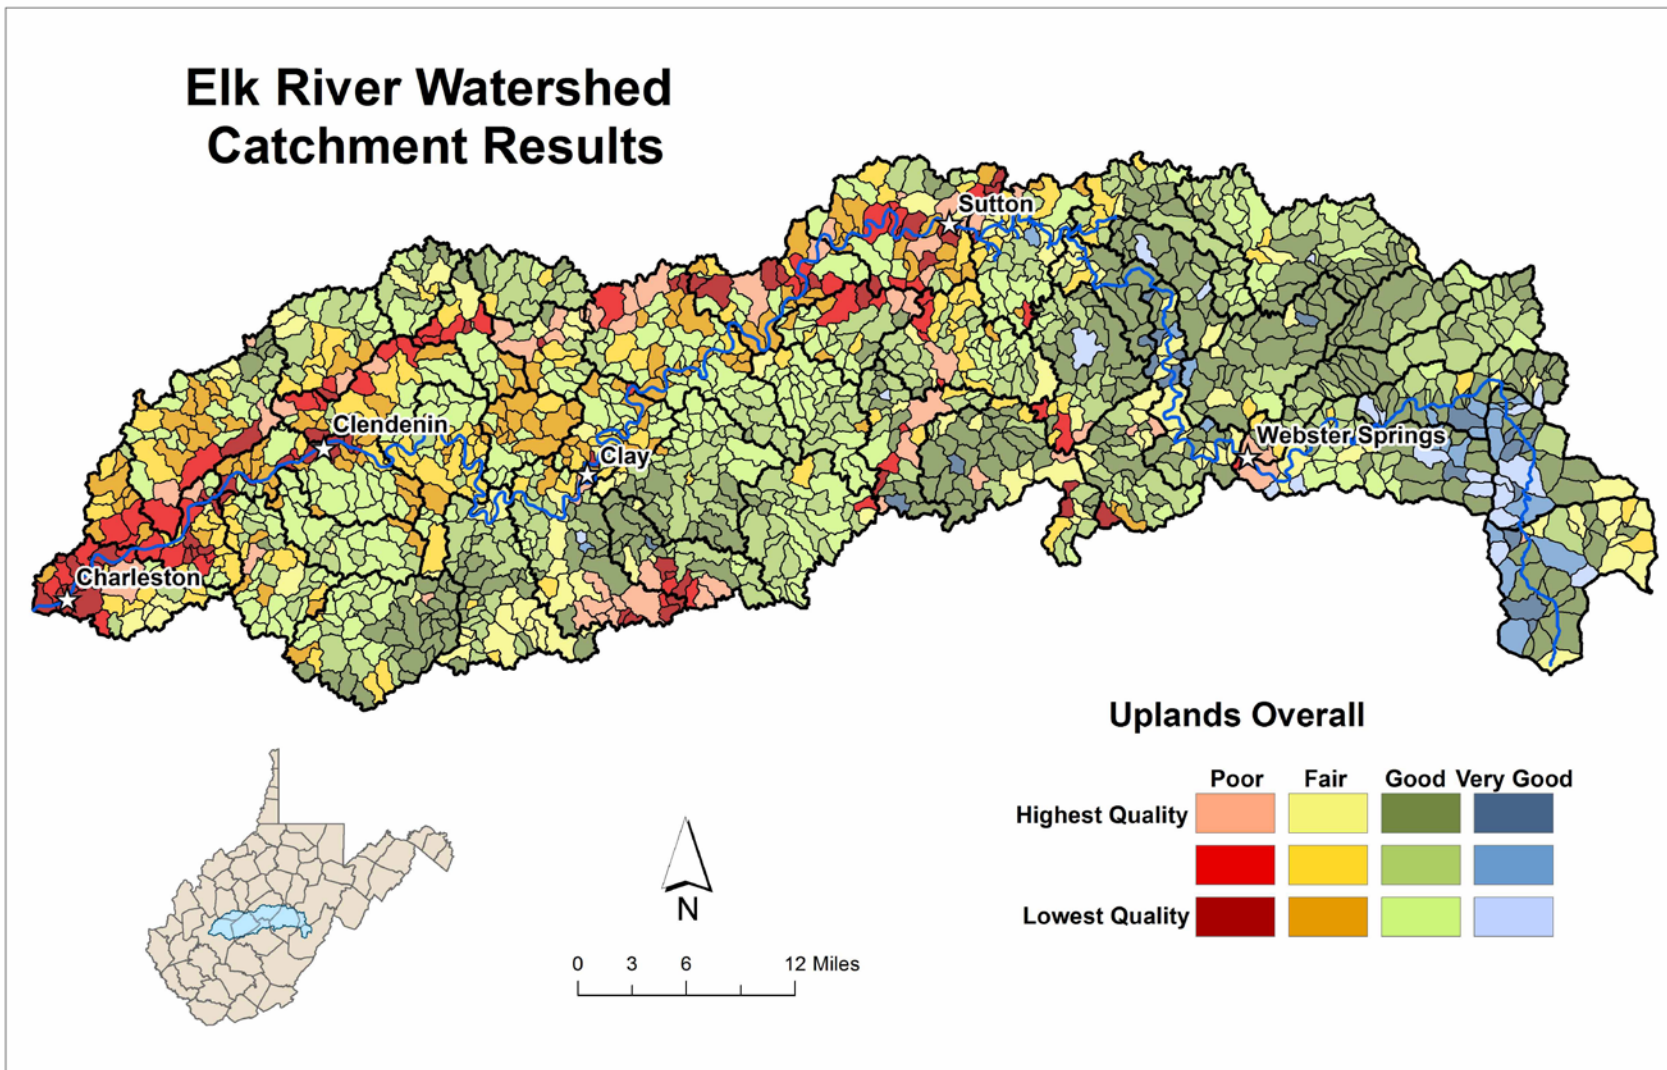 Elk River Watershed
Catchment Results
Sutton
Clendenin
Clay
Webster Springs
Charleston
Uplands Overall
Poor Fair Good Very Good
Highest Quality
Lowest Quality
N
0 3 6 12 Miles